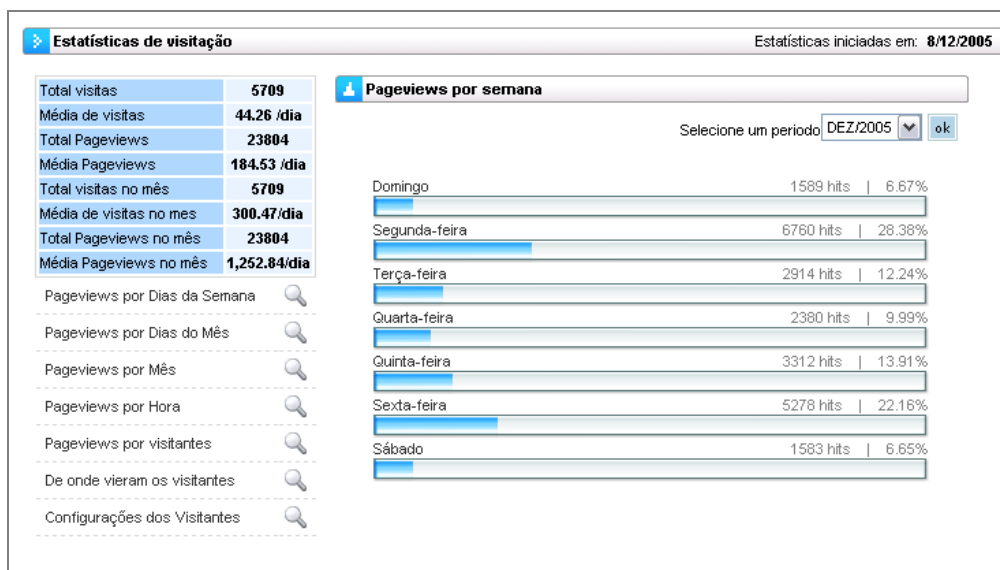 Estatísticas de visitação
Estatísticas iniciadas em: 8/12/2005
Total visitas 5709
Média de visitas 44.26 /dia
Total Pageviews 23804
Média Pageviews 184.53 /dia
Total visitas no mês 5709
Média de visitas no mes 300.47/dia
Total Pageviews no mês 23804
Média Pageviews no mês 1,252.84/dia
Pageviews por Dias da Semana
Pageviews por Dias do Mês
Pageviews por Mês
Pageviews por Hora
Pageviews por visitantes
De onde vieram os visitantes
Configurações dos Visitantes
Pageviews por semana
Selecione um periodo DEZ/2005 ok
Domingo 1589 hits | 6.67%
Segunda-feira 6760 hits | 28.38%
Terça-feira 2914 hits | 12.24%
Quarta-feira 2380 hits | 9.99%
Quinta-feira 3312 hits | 13.91%
Sexta-feira 5278 hits | 22.16%
Sábado 1583 hits | 6.65%